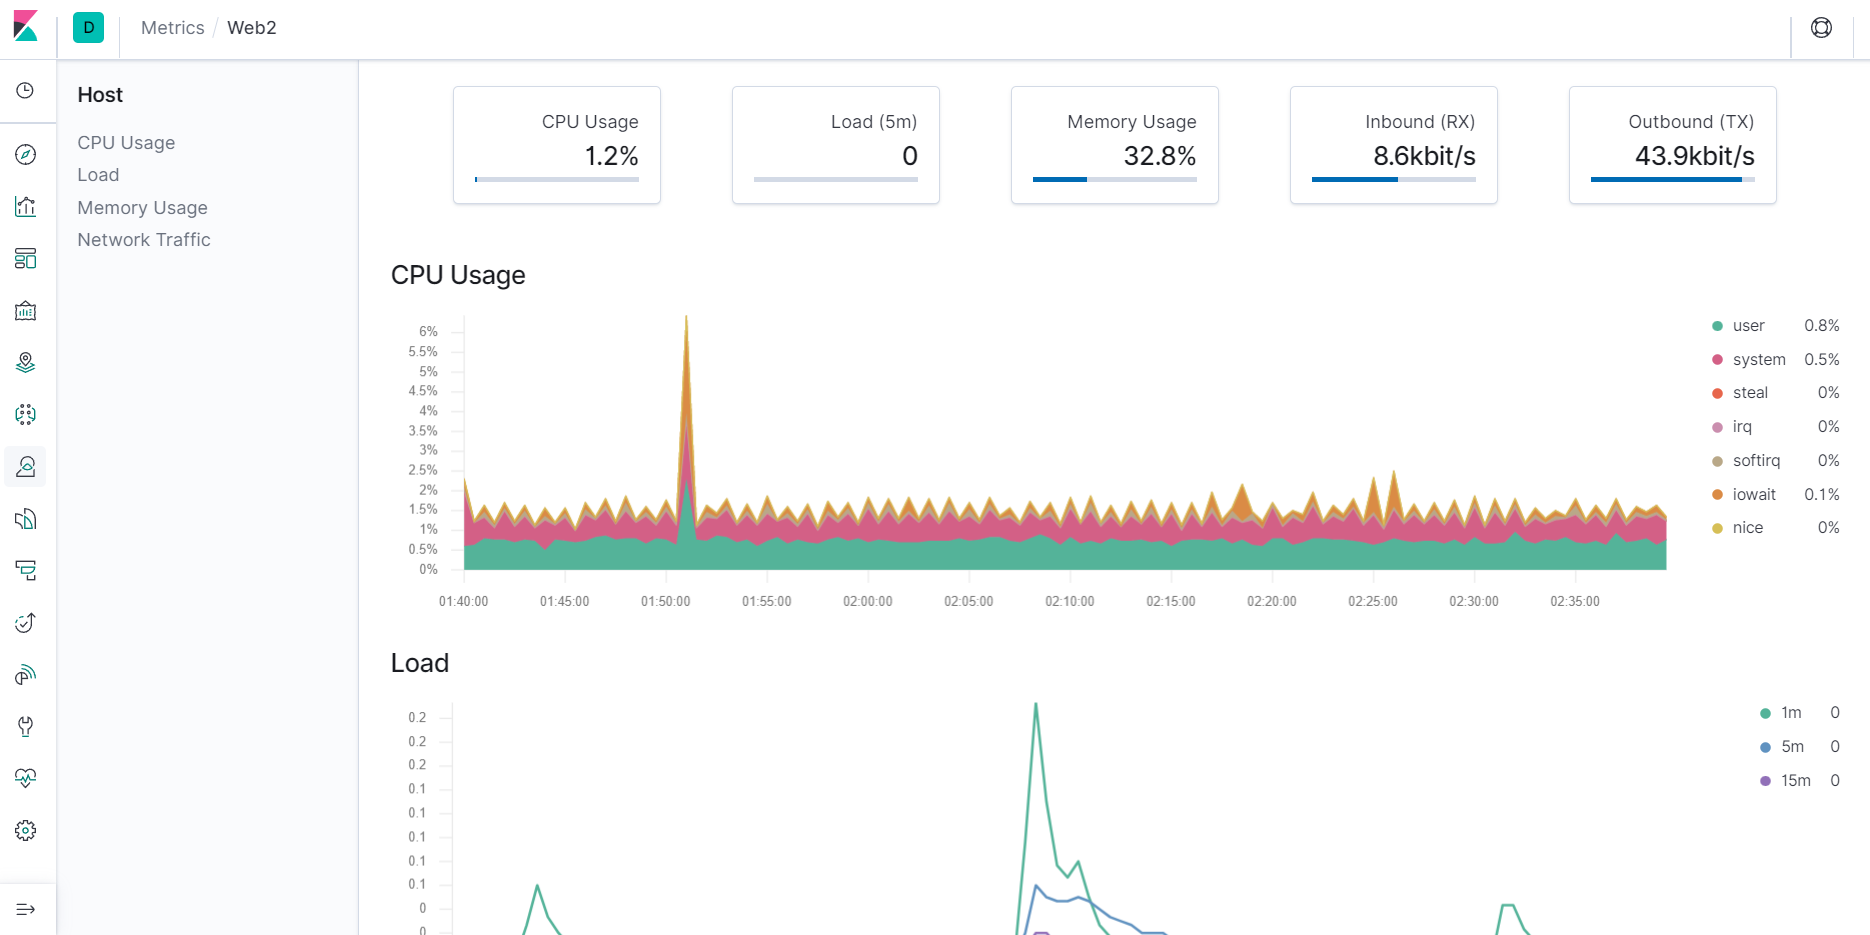 D
Metrics / Web2
Host
CPU Usage
Load
Memory Usage
Network Traffic
CPU Usage
1.2%
Load (5m)
0
Memory Usage
32.8%
Inbound (RX)
8.6kbit/s
Outbound (TX)
43.9kbit/s
CPU Usage
6%
5.5%
5%
4.5%
4%
3.5%
3%
2.5%
2%
1.5%
1%
0.5%
0%
01:40:00 01:45:00 01:50:00 01:55:00 02:00:00 02:05:00 02:10:00 02:15:00 02:20:00 02:25:00 02:30:00 02:35:00
user 0.8%
system 0.5%
steal 0%
irq 0%
softirq 0%
iowait 0.1%
nice 0%
Load
0.2
0.2
0.2
0.1
0.1
0.1
0.1
0.1
0
0
1m 0
5m 0
15m 0